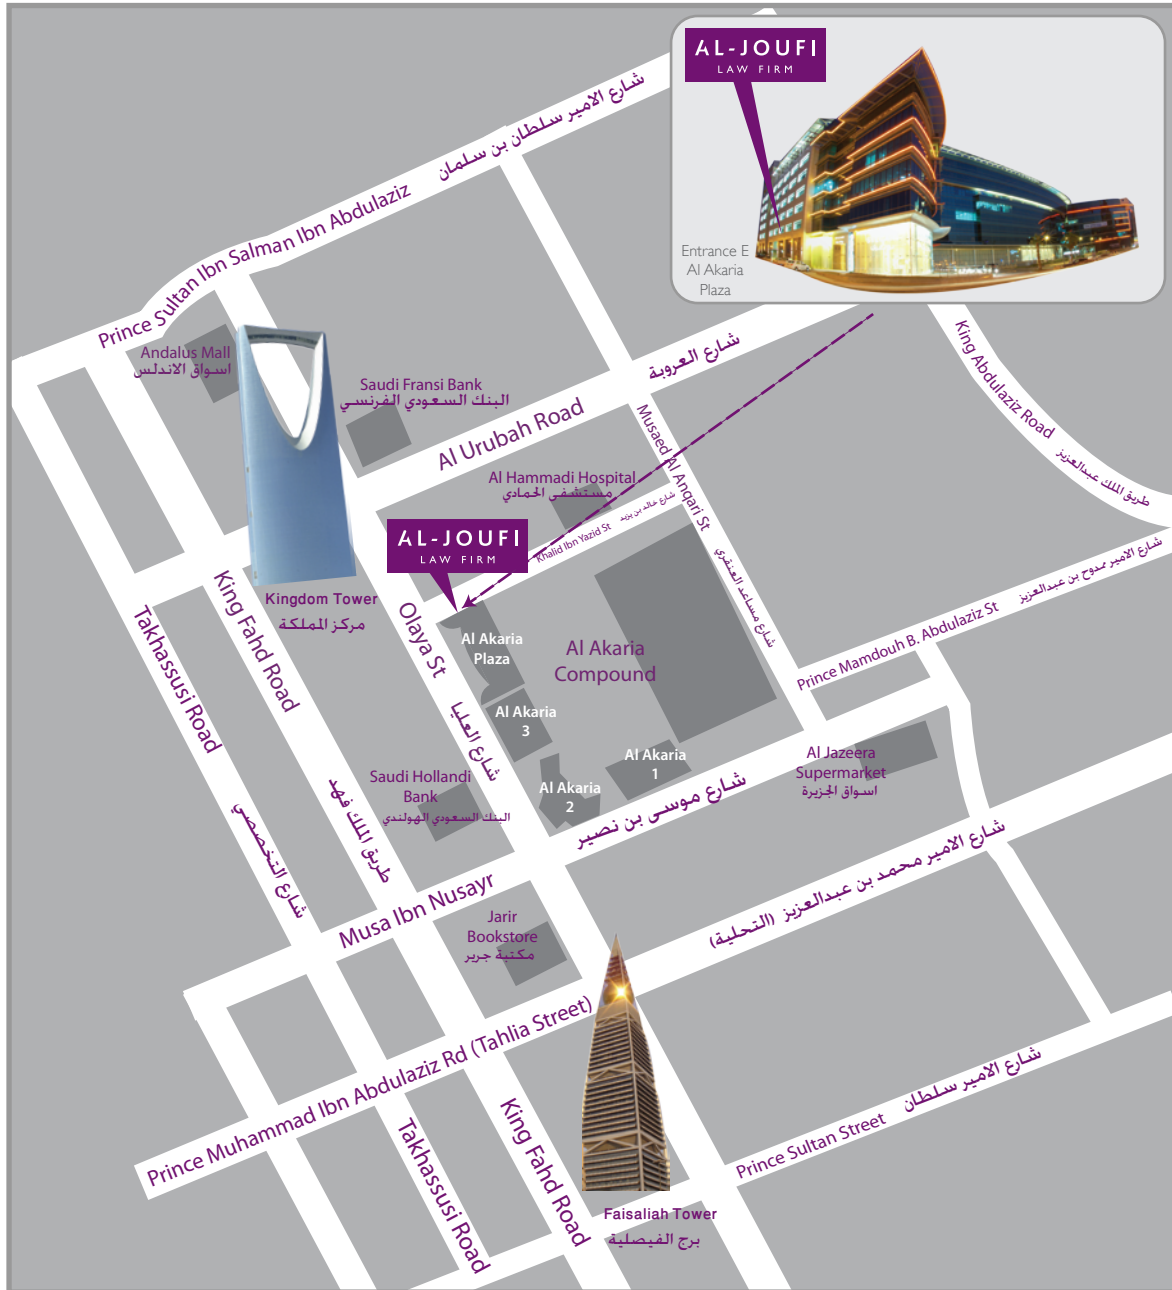 AL-JOUFI
LAW FIRM
Entrance E
Al Akaria
Plaza
شارع الامير سلطان بن سلمان
Prince Sultan Ibn Salman Ibn Abdulaziz
Andalus Mall
اسواق الاندلس
Saudi Fransi Bank
البنك السعودي الفرنسي
شارع العروبة
Al Urubah Road
King Abdulaziz Road
طريق الملك عبدالعزيز
Musaed Al Anqari St
شارع مساعد العنقري
Al Hammadi Hospital
مستشفى الحمادي
شارع خالد بن يزيد
Khalid Ibn Yazid St
AL-JOUFI
LAW FIRM
شارع الامير ممدوح بن عبدالعزيز
Prince Mamdouh B. Abdulaziz St
Kingdom Tower
مركز المملكة
Takhassusi Road
شارع التخصصي
King Fahd Road
طريق الملك فهد
Olaya St
شارع العليا
Al Akaria
Plaza
Al Akaria
Compound
Al Akaria
3
Al Akaria
2
Al Akaria
1
Al Jazeera
Supermarket
اسواق الجزيرة
Saudi Hollandi
Bank
البنك السعودي الهولندي
شارع موسى بن نصير
Musa Ibn Nusayr
Jarir
Bookstore
مكتبة جرير
شارع الامير محمد بن عبدالعزيز (التحلية)
Prince Muhammad Ibn Abdulaziz Rd (Tahlia Street)
Takhassusi Road
King Fahd Road
شارع الامير سلطان
Prince Sultan Street
Faisaliah Tower
برج الفيصلية